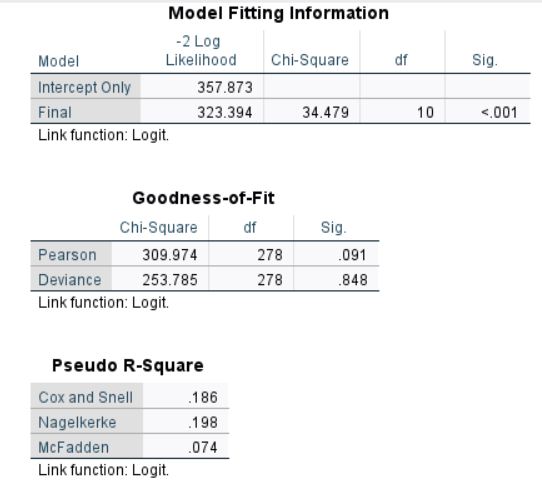 Model Fitting Information
-2 Log
Model Likelihood Chi-Square df Sig.
Intercept Only 357.873
Final 323.394 34.479 10 <.001
Link function: Logit.
Goodness-of-Fit
Chi-Square df Sig.
Pearson 309.974 278 .091
Deviance 253.785 278 .848
Link function: Logit.
Pseudo R-Square
Cox and Snell .186
Nagelkerke .198
McFadden .074
Link function: Logit.